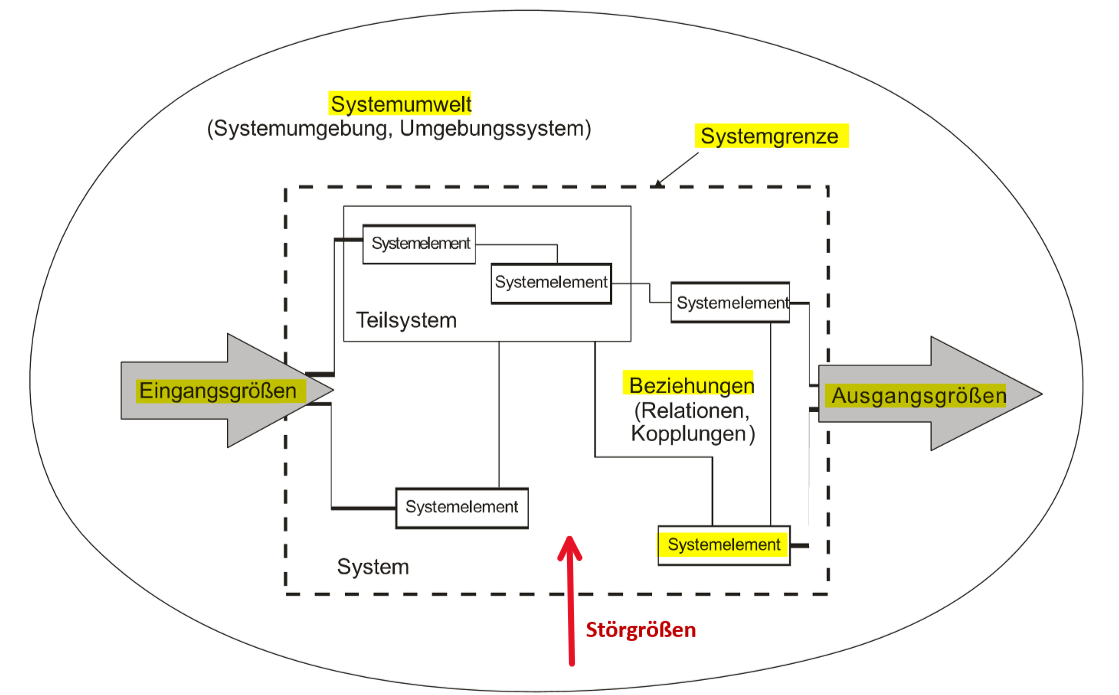 Systemumwelt
(Systemumgebung, Umgebungssystem)
Systemgrenze
Systemelement
Systemelement
Systemelement
Teilsystem
Eingangsgrößen
Beziehungen
(Relationen,
Kopplungen)
Ausgangsgrößen
Systemelement
Systemelement
System
Störgrößen